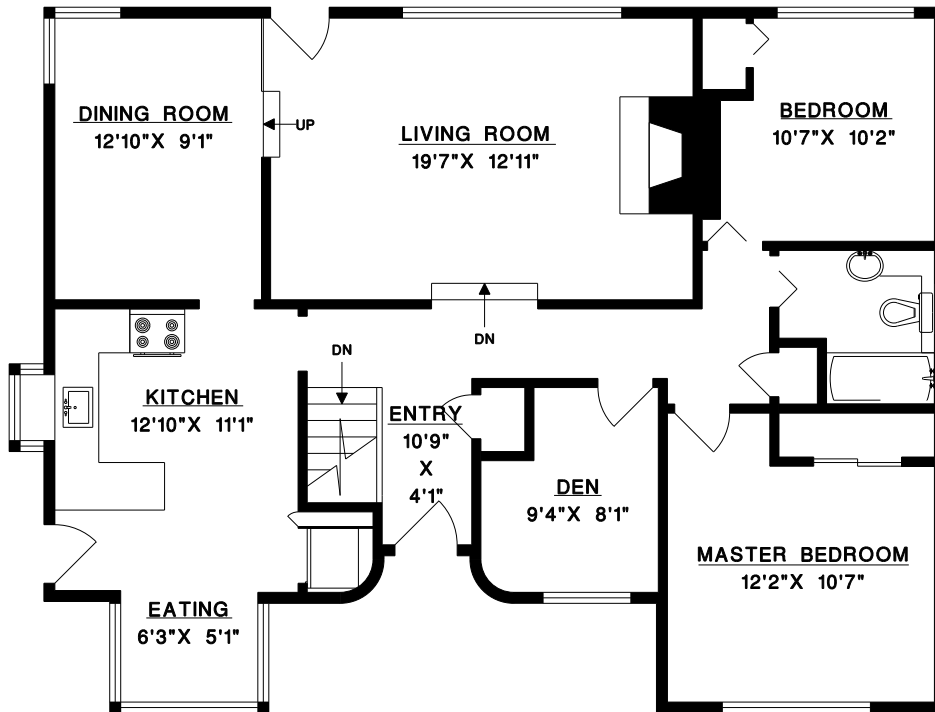 DINING ROOM
12'10"X 9'1"
UP
LIVING ROOM
19'7"X 12'11"
BEDROOM
10'7"X 10'2"
DN
DN
KITCHEN
12'10"X 11'1"
ENTRY
10'9"
X
4'1"
DEN
9'4"X 8'1"
MASTER BEDROOM
12'2"X 10'7"
EATING
6'3"X 5'1"